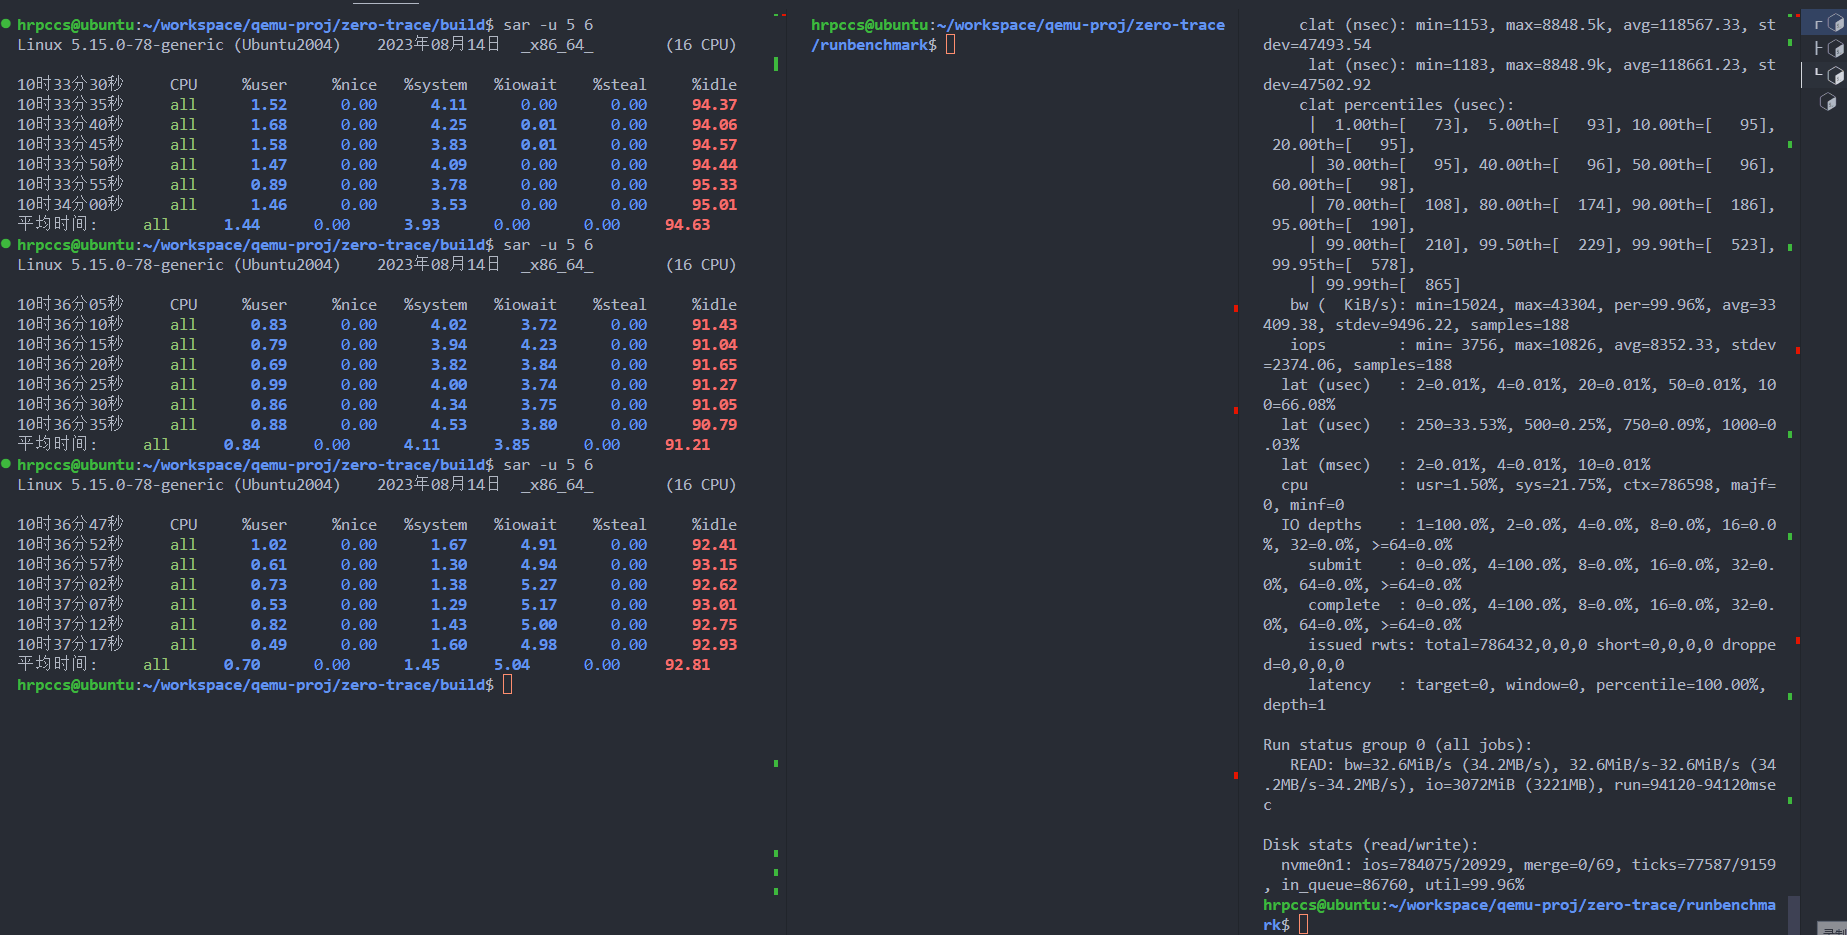 hrpccs@ubuntu:~/workspace/qemu-proj/zero-trace/build$ sar -u 5 6
Linux 5.15.0-78-generic (Ubuntu2004) 2023年08月14日 _x86_64_ (16 CPU)
10时33分30秒 CPU %user %nice %system %iowait %steal %idle
10时33分35秒 all 1.52 0.00 4.11 0.00 0.00 94.37
10时33分40秒 all 1.68 0.00 4.25 0.01 0.00 94.06
10时33分45秒 all 1.58 0.00 3.83 0.01 0.00 94.57
10时33分50秒 all 1.47 0.00 4.09 0.00 0.00 94.44
10时33分55秒 all 0.89 0.00 3.78 0.00 0.00 95.33
10时34分00秒 all 1.46 0.00 3.53 0.00 0.00 95.01
平均时间: all 1.44 0.00 3.93 0.00 0.00 94.63
hrpccs@ubuntu:~/workspace/qemu-proj/zero-trace/build$ sar -u 5 6
Linux 5.15.0-78-generic (Ubuntu2004) 2023年08月14日 _x86_64_ (16 CPU)
10时36分05秒 CPU %user %nice %system %iowait %steal %idle
10时36分10秒 all 0.83 0.00 4.02 3.72 0.00 91.43
10时36分15秒 all 0.79 0.00 3.94 4.23 0.00 91.04
10时36分20秒 all 0.69 0.00 3.82 3.84 0.00 91.65
10时36分25秒 all 0.99 0.00 4.00 3.74 0.00 91.27
10时36分30秒 all 0.86 0.00 4.34 3.75 0.00 91.05
10时36分35秒 all 0.88 0.00 4.53 3.80 0.00 90.79
平均时间: all 0.84 0.00 4.11 3.85 0.00 91.21
hrpccs@ubuntu:~/workspace/qemu-proj/zero-trace/build$ sar -u 5 6
Linux 5.15.0-78-generic (Ubuntu2004) 2023年08月14日 _x86_64_ (16 CPU)
10时36分47秒 CPU %user %nice %system %iowait %steal %idle
10时36分52秒 all 1.02 0.00 1.67 4.91 0.00 92.41
10时36分57秒 all 0.61 0.00 1.30 4.94 0.00 93.15
10时37分02秒 all 0.73 0.00 1.38 5.27 0.00 92.62
10时37分07秒 all 0.53 0.00 1.29 5.17 0.00 93.01
10时37分12秒 all 0.82 0.00 1.43 5.00 0.00 92.75
10时37分17秒 all 0.49 0.00 1.60 4.98 0.00 92.93
平均时间: all 0.70 0.00 1.45 5.04 0.00 92.81
hrpccs@ubuntu:~/workspace/qemu-proj/zero-trace/build$
hrpccs@ubuntu:~/workspace/qemu-proj/zero-trace
/runbenchmark$
clat (nsec): min=1153, max=8848.5k, avg=118567.33, st
dev=47493.54
lat (nsec): min=1183, max=8848.9k, avg=118661.23, st
dev=47502.92
clat percentiles (usec):
| 1.00th=[ 73], 5.00th=[ 93], 10.00th=[ 95],
20.00th=[ 95],
| 30.00th=[ 95], 40.00th=[ 96], 50.00th=[ 96],
60.00th=[ 98],
| 70.00th=[ 108], 80.00th=[ 174], 90.00th=[ 186],
95.00th=[ 190],
| 99.00th=[ 210], 99.50th=[ 229], 99.90th=[ 523],
99.95th=[ 578],
| 99.99th=[ 865]
bw ( KiB/s): min=15024, max=43304, per=99.96%, avg=33
409.38, stdev=9496.22, samples=188
iops : min= 3756, max=10826, avg=8352.33, stdev
=2374.06, samples=188
lat (usec) : 2=0.01%, 4=0.01%, 20=0.01%, 50=0.01%, 10
0=66.08%
lat (usec) : 250=33.53%, 500=0.25%, 750=0.09%, 1000=0
.03%
lat (msec) : 2=0.01%, 4=0.01%, 10=0.01%
cpu : usr=1.50%, sys=21.75%, ctx=786598, majf=
0, minf=0
IO depths : 1=100.0%, 2=0.0%, 4=0.0%, 8=0.0%, 16=0.0
%, 32=0.0%, >=64=0.0%
submit : 0=0.0%, 4=100.0%, 8=0.0%, 16=0.0%, 32=0.
0%, 64=0.0%, >=64=0.0%
complete : 0=0.0%, 4=100.0%, 8=0.0%, 16=0.0%, 32=0.
0%, 64=0.0%, >=64=0.0%
issued rwts: total=786432,0,0,0 short=0,0,0,0 droppe
d=0,0,0,0
latency : target=0, window=0, percentile=100.00%,
depth=1
Run status group 0 (all jobs):
READ: bw=32.6MiB/s (34.2MB/s), 32.6MiB/s-32.6MiB/s (34
.2MB/s-34.2MB/s), io=3072MiB (3221MB), run=94120-94120mse
c
Disk stats (read/write):
nvme0n1: ios=784075/20929, merge=0/69, ticks=77587/9159
, in_queue=86760, util=99.96%
hrpccs@ubuntu:~/workspace/qemu-proj/zero-trace/runbenchma
rk$